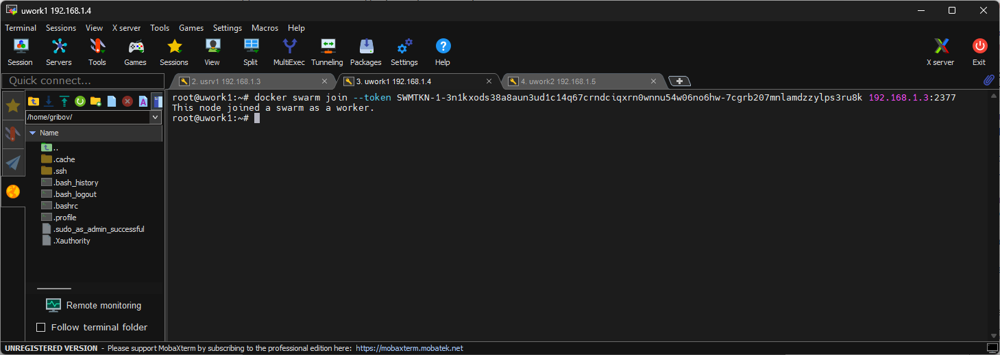 uwork1 192.168.1.4
Terminal Sessions View X server Tools Games Settings Macros Help
Session Servers Tools Games Sessions View Split MultiExec Tunneling Packages Settings Help X server Exit
Quick connect...
2. usrv1 192.168.1.3
3. uwork1 192.168.1.4
4. uwork2 192.168.1.5
/home/gribov/
Name
..
.cache
.ssh
.bash_history
.bash_logout
.bashrc
.profile
.sudo_as_admin_successful
.Xauthority
Remote monitoring
Follow terminal folder
root@uwork1:~# docker swarm join --token SWMTKN-1-3n1kxods38a8aun3ud1c14q67crndciqxrn0wnnu54w06no6hw-7cgrb207mnlamdzzylps3ru8k 192.168.1.3:2377
This node joined a swarm as a worker.
root@uwork1:~#
UNREGISTERED VERSION - Please support MobaXterm by subscribing to the professional edition here: https://mobaxterm.mobatek.net